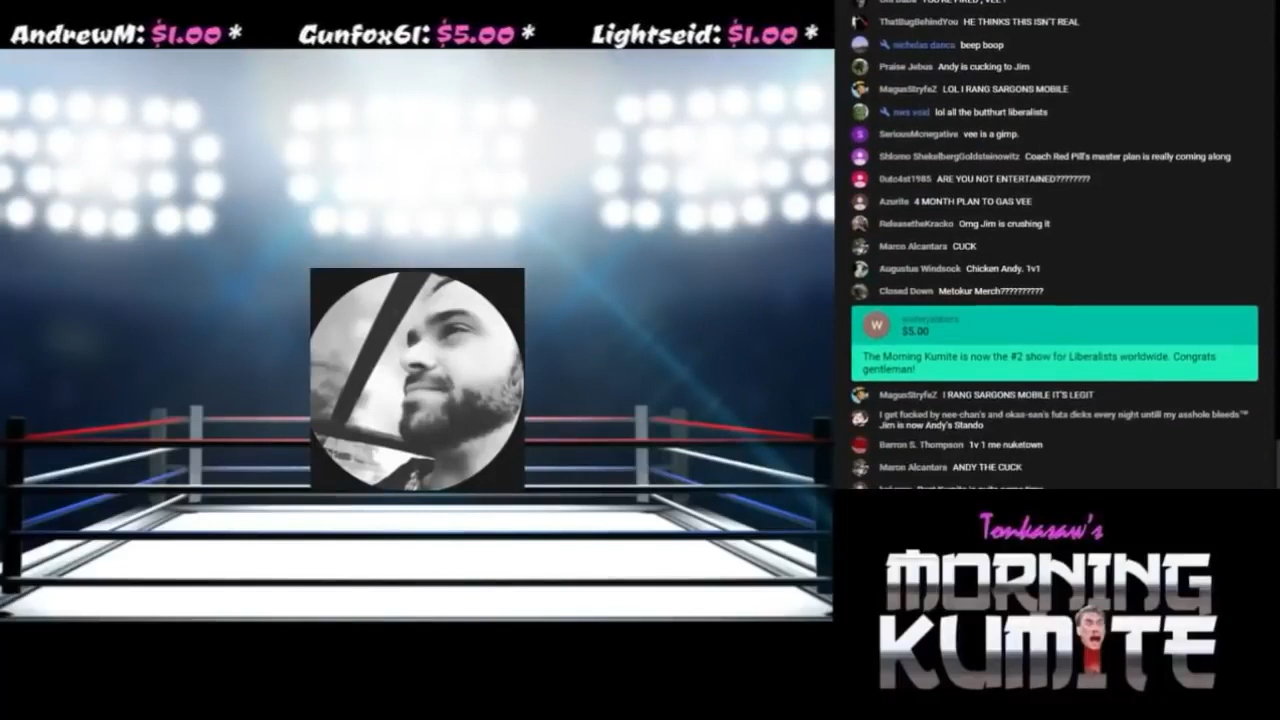 AndrewM: $1.00 * Gunfox61: $5.00 * Lightseid: $1.00 *
ThatBugBehindYou HE THINKS THIS ISN'T REAL
nicholas danca beep boop
Praise Jebus Andy is cucking to Jim
MagusStryfeZ LOL I RANG SARGONS MOBILE
nws void lol all the butthurt liberalists
SeriousMcnegative vee is a gimp.
Shlomo ShekelbergGoldsteinowitz Coach Red Pill's master plan is really coming along
0utc4st1985 ARE YOU NOT ENTERTAINED????????
Azurite 4 MONTH PLAN TO GAS VEE
ReleasetheKracko Omg Jim is crushing it
Marco Alcantara CUCK
Augustus Windsock Chicken Andy. 1v1
Closed Down Metokur Merch??????????
W
$5.00
The Morning Kumite is now the #2 show for Liberalists worldwide. Congrats
gentleman!
MagusStryfeZ I RANG SARGONS MOBILE IT'S LEGIT
I get fucked by nee-chan's and okaa-san's futa dicks every night untill my asshole bleeds™
Jim is now Andy's Stando
Barron S. Thompson 1v 1 me nuketown
Marco Alcantara ANDY THE CUCK
Tonkasaw's
MORNING
KUMITE